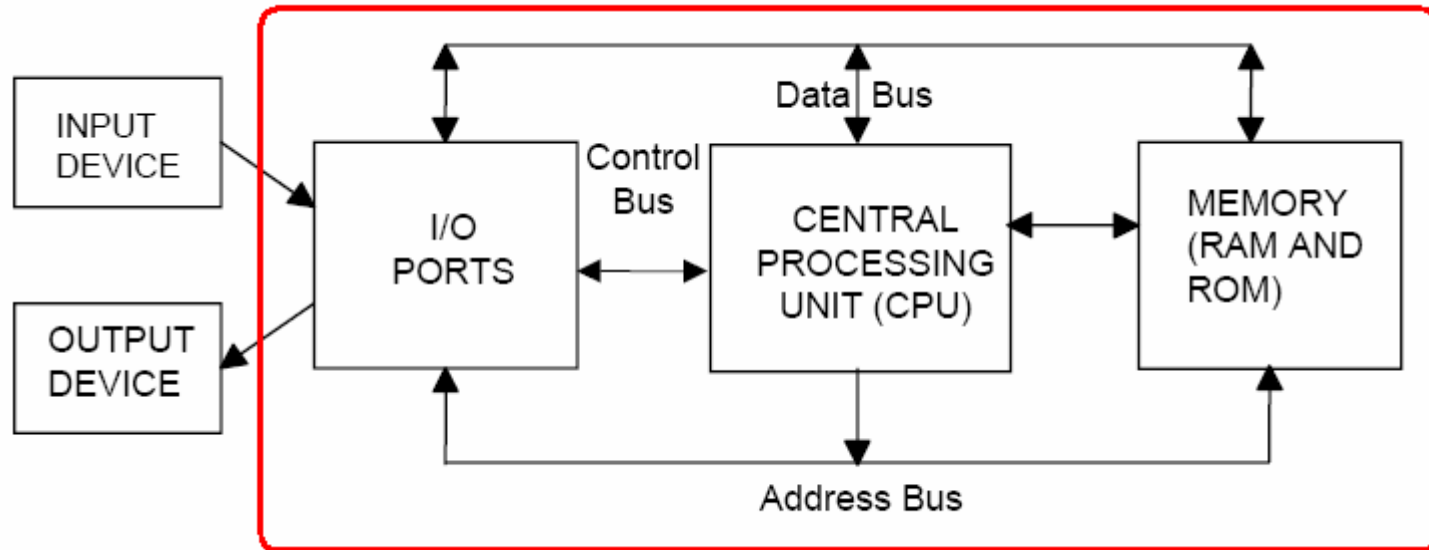 INPUT
DEVICE
OUTPUT
DEVICE
I/O
PORTS
Control
Bus
Data Bus
CENTRAL
PROCESSING
UNIT (CPU)
MEMORY
(RAM AND
ROM)
Address Bus